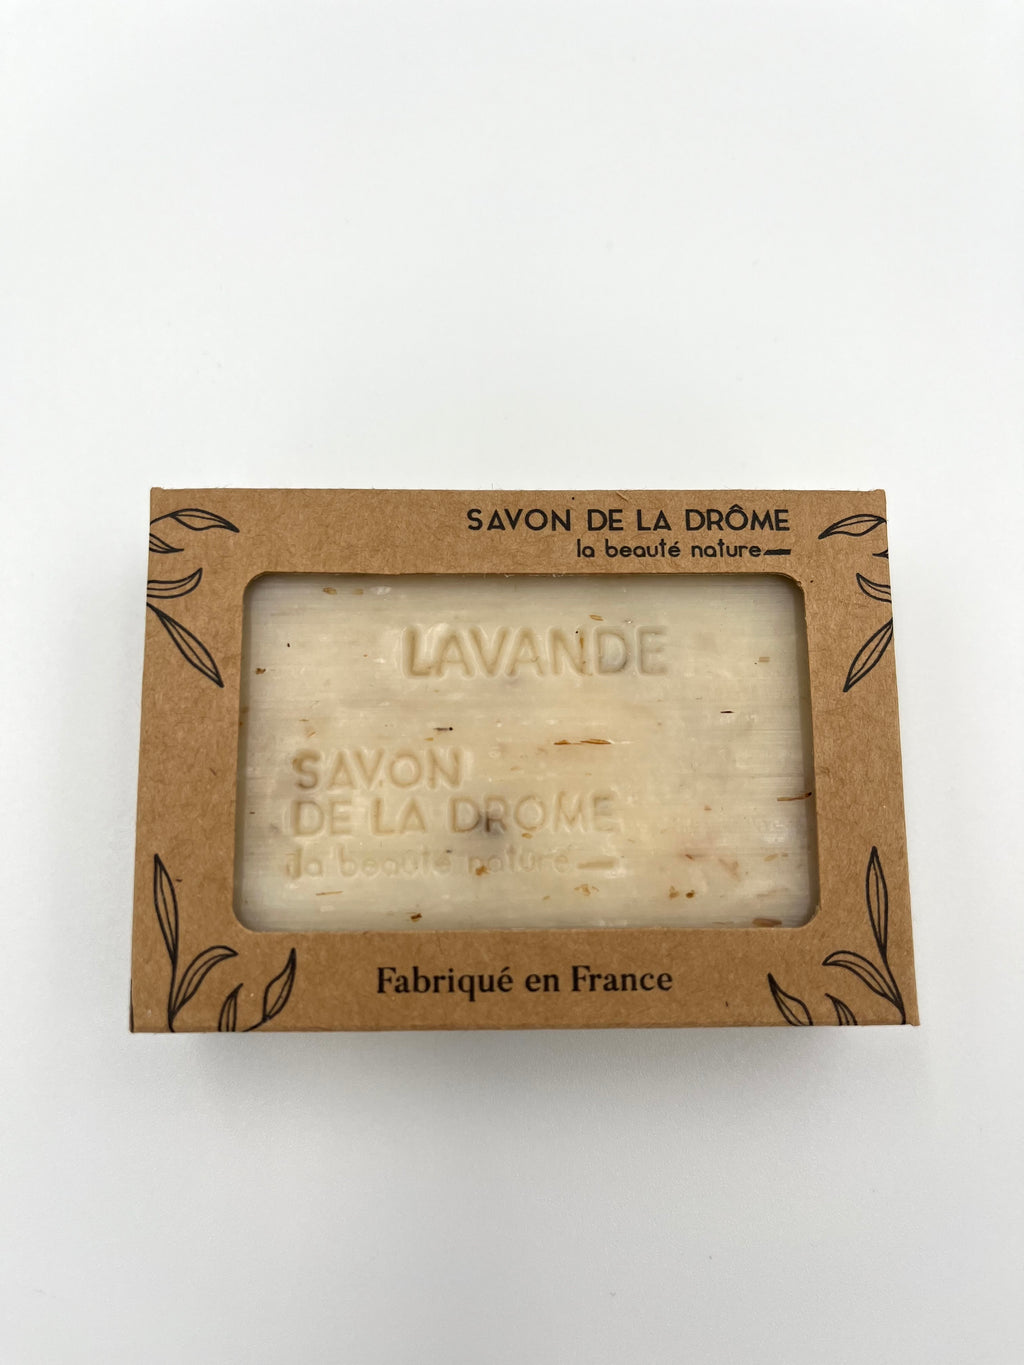 SAVON DE LA DRÔME
la beauté nature
LAVANDE
SAVON
DE LA DROME
la beauté nature
Fabriqué en France